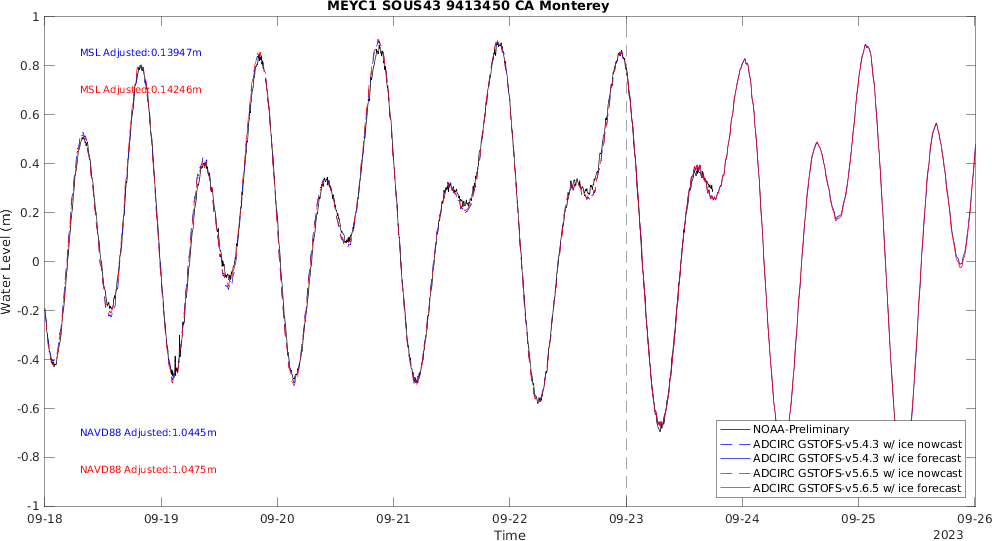 MEYC1 SOUS43 9413450 CA Monterey
1
0.8
0.6
0.4
0.2
0
-0.2
-0.4
-0.6
-0.8
-1
Water Level (m)
MSL Adjusted:0.13947m
MSL Adjusted:0.14246m
NAVD88 Adjusted:1.0445m
NAVD88 Adjusted:1.0475m
NOAA-Preliminary
ADCIRC GSTOFS-v5.4.3 w/ ice nowcast
ADCIRC GSTOFS-v5.4.3 w/ ice forecast
ADCIRC GSTOFS-v5.6.5 w/ ice nowcast
ADCIRC GSTOFS-v5.6.5 w/ ice forecast
09-18 09-19 09-20 09-21 09-22 09-23 09-24 09-25 09-26
Time
2023